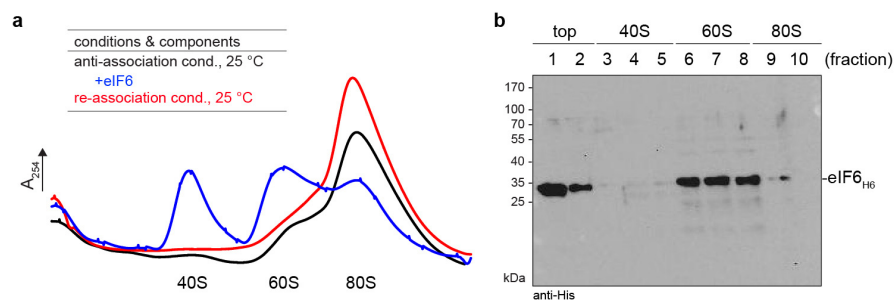 a
conditions & components
anti-association cond., 25 °C
+eIF6
re-association cond., 25 °C
A254
40S 60S 80S
b
top 40S 60S 80S
1 2 3 4 5 6 7 8 9 10 (fraction)
170
100
70
55
40
35
25
-eIF6H6
kDa
anti-His